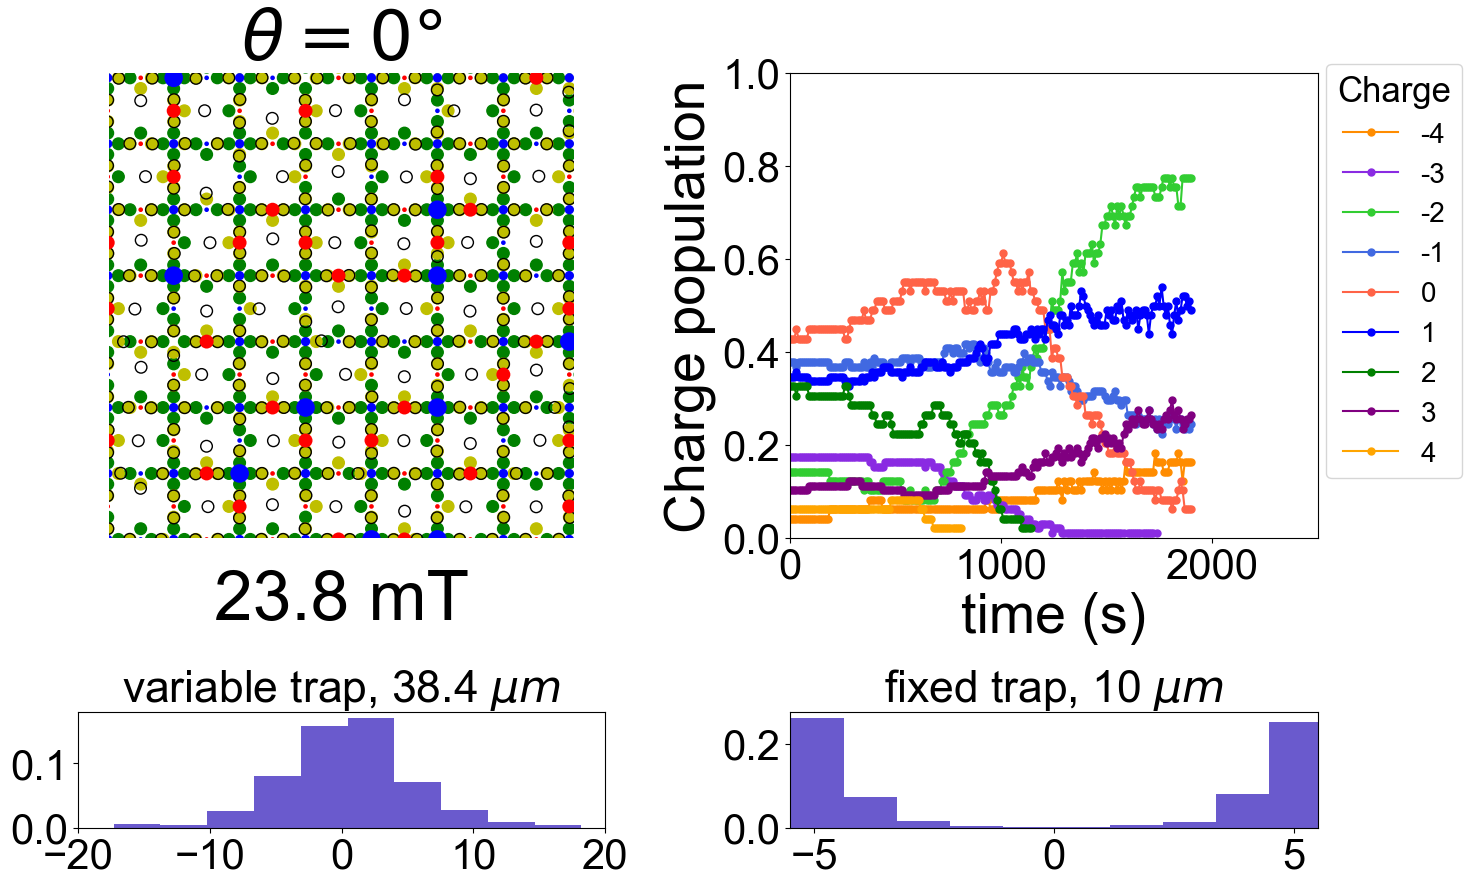 θ = 0°
23.8 mT
Charge population
1.0
0.8
0.6
0.4
0.2
0.0
0 1000 2000
time (s)
Charge
-4
-3
-2
-1
0
1
2
3
4
variable trap, 38.4 μm
0.1
0.0
−20 −10 0 10 20
fixed trap, 10 μm
0.2
0.0
−5 0 5